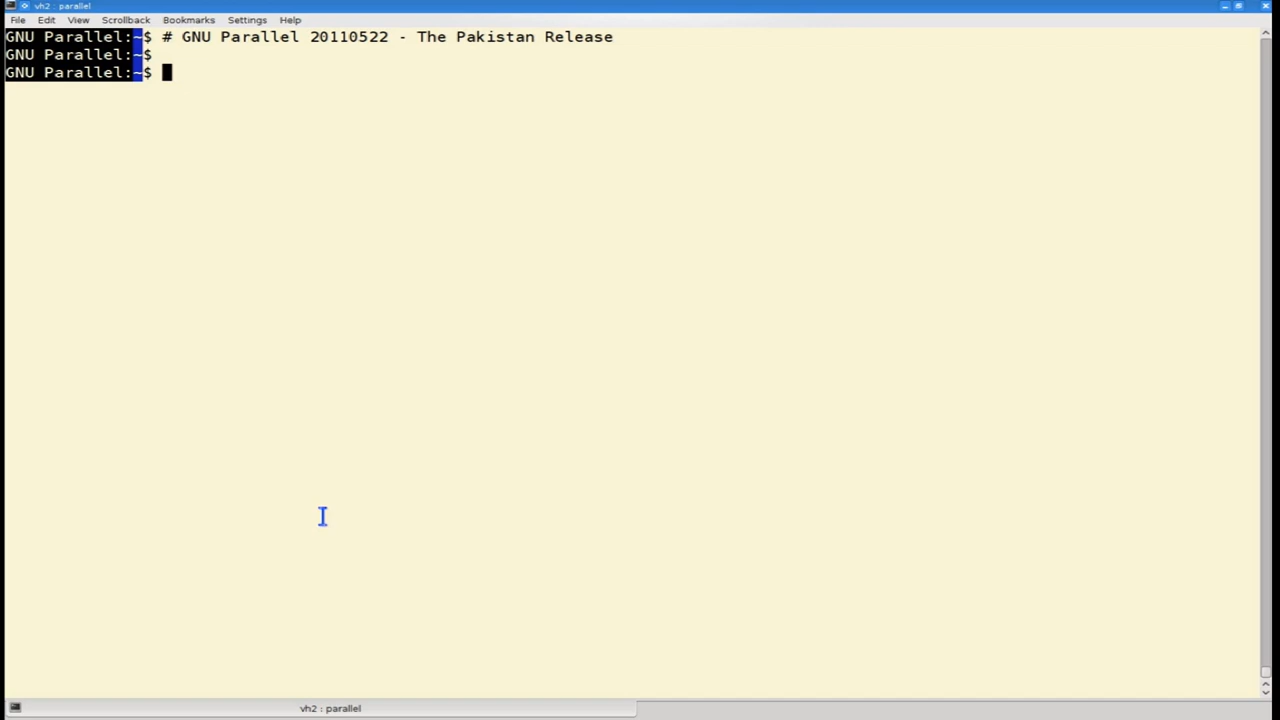 vh2 : parallel
File Edit View Scrollback Bookmarks Settings Help
GNU Parallel:~$ # GNU Parallel 20110522 - The Pakistan Release
GNU Parallel:~$
GNU Parallel:~$
vh2 : parallel